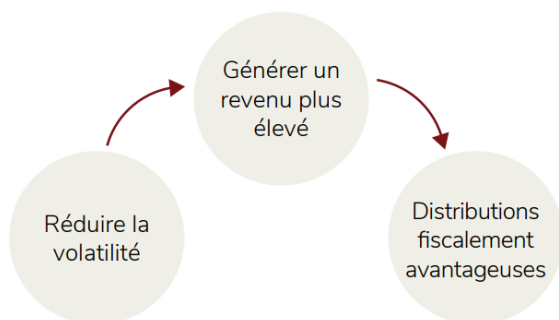 Générer un
revenu plus
élevé
Réduire la
volatilité
Distributions
fiscalement
avantageuses